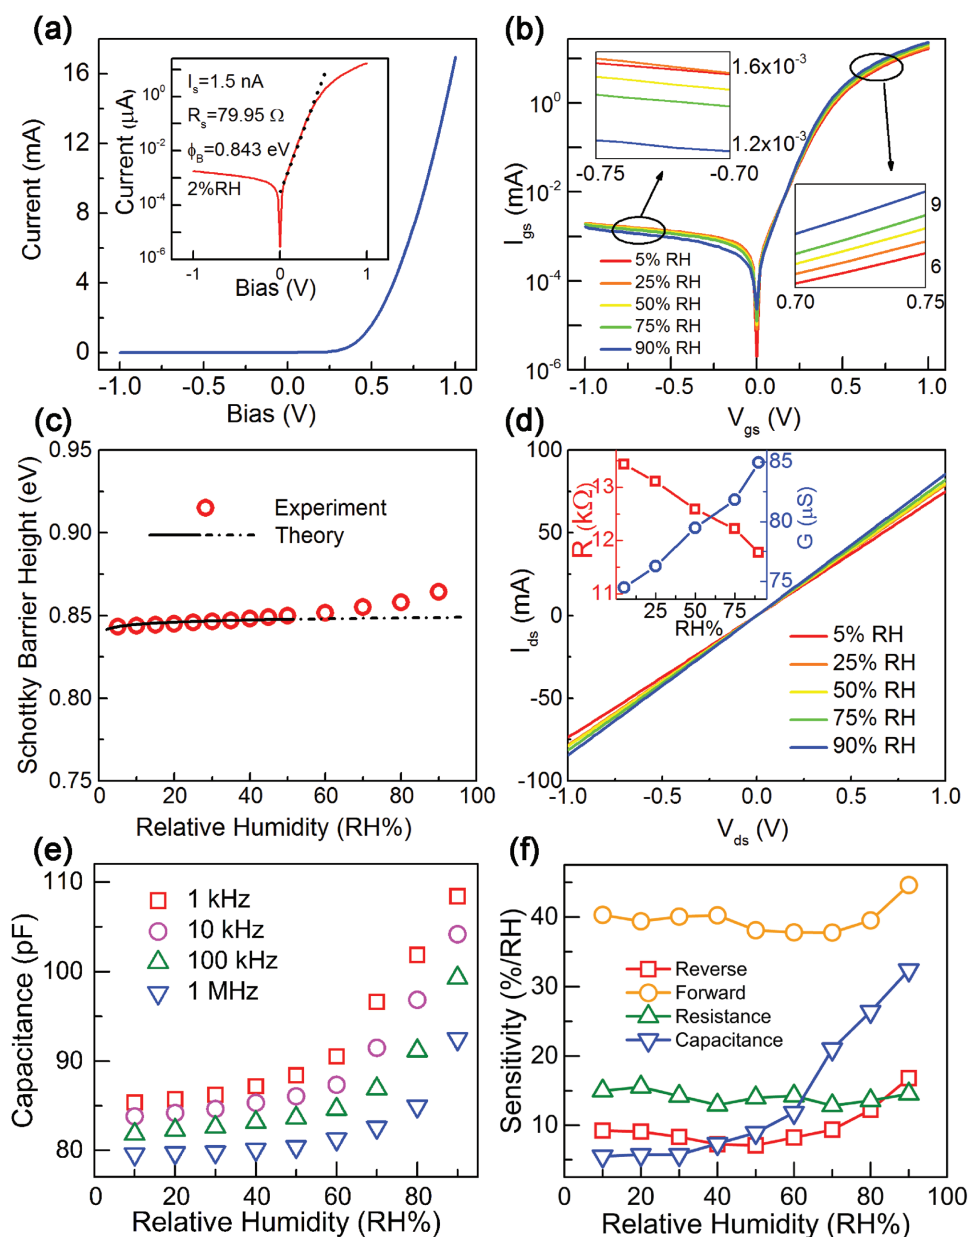 (a)
16
12
8
4
0
Current (mA)
-1.0
-0.5
0.0
0.5
1.0
Bias (V)
I_s=1.5 nA
R_s=79.95 Ω
ϕ_B=0.843 eV
2%RH
10^0
10^-2
10^-4
10^-6
Current (μA)
-1
0
1
Bias (V)
(b)
10^0
10^-2
10^-4
10^-6
I_gs (mA)
1.6x10^-3
1.2x10^-3
-0.75
-0.70
9
6
0.70
0.75
5% RH
25% RH
50% RH
75% RH
90% RH
-1.0
-0.5
0.0
0.5
1.0
V_gs (V)
(c)
0.95
0.90
0.85
0.80
0.75
Schottky Barrier Height (eV)
Experiment
Theory
0
20
40
60
80
100
Relative Humidity (RH%)
(d)
100
50
0
-50
-100
I_ds (mA)
13
12
11
R (kΩ)
85
80
75
G (μS)
25
50
75
RH%
5% RH
25% RH
50% RH
75% RH
90% RH
-1.0
-0.5
0.0
0.5
1.0
V_ds (V)
(e)
110
100
90
80
Capacitance (pF)
1 kHz
10 kHz
100 kHz
1 MHz
0
20
40
60
80
100
Relative Humidity (RH%)
(f)
40
30
20
10
Sensitivity (%/RH)
Reverse
Forward
Resistance
Capacitance
0
20
40
60
80
100
Relative Humidity (RH%)